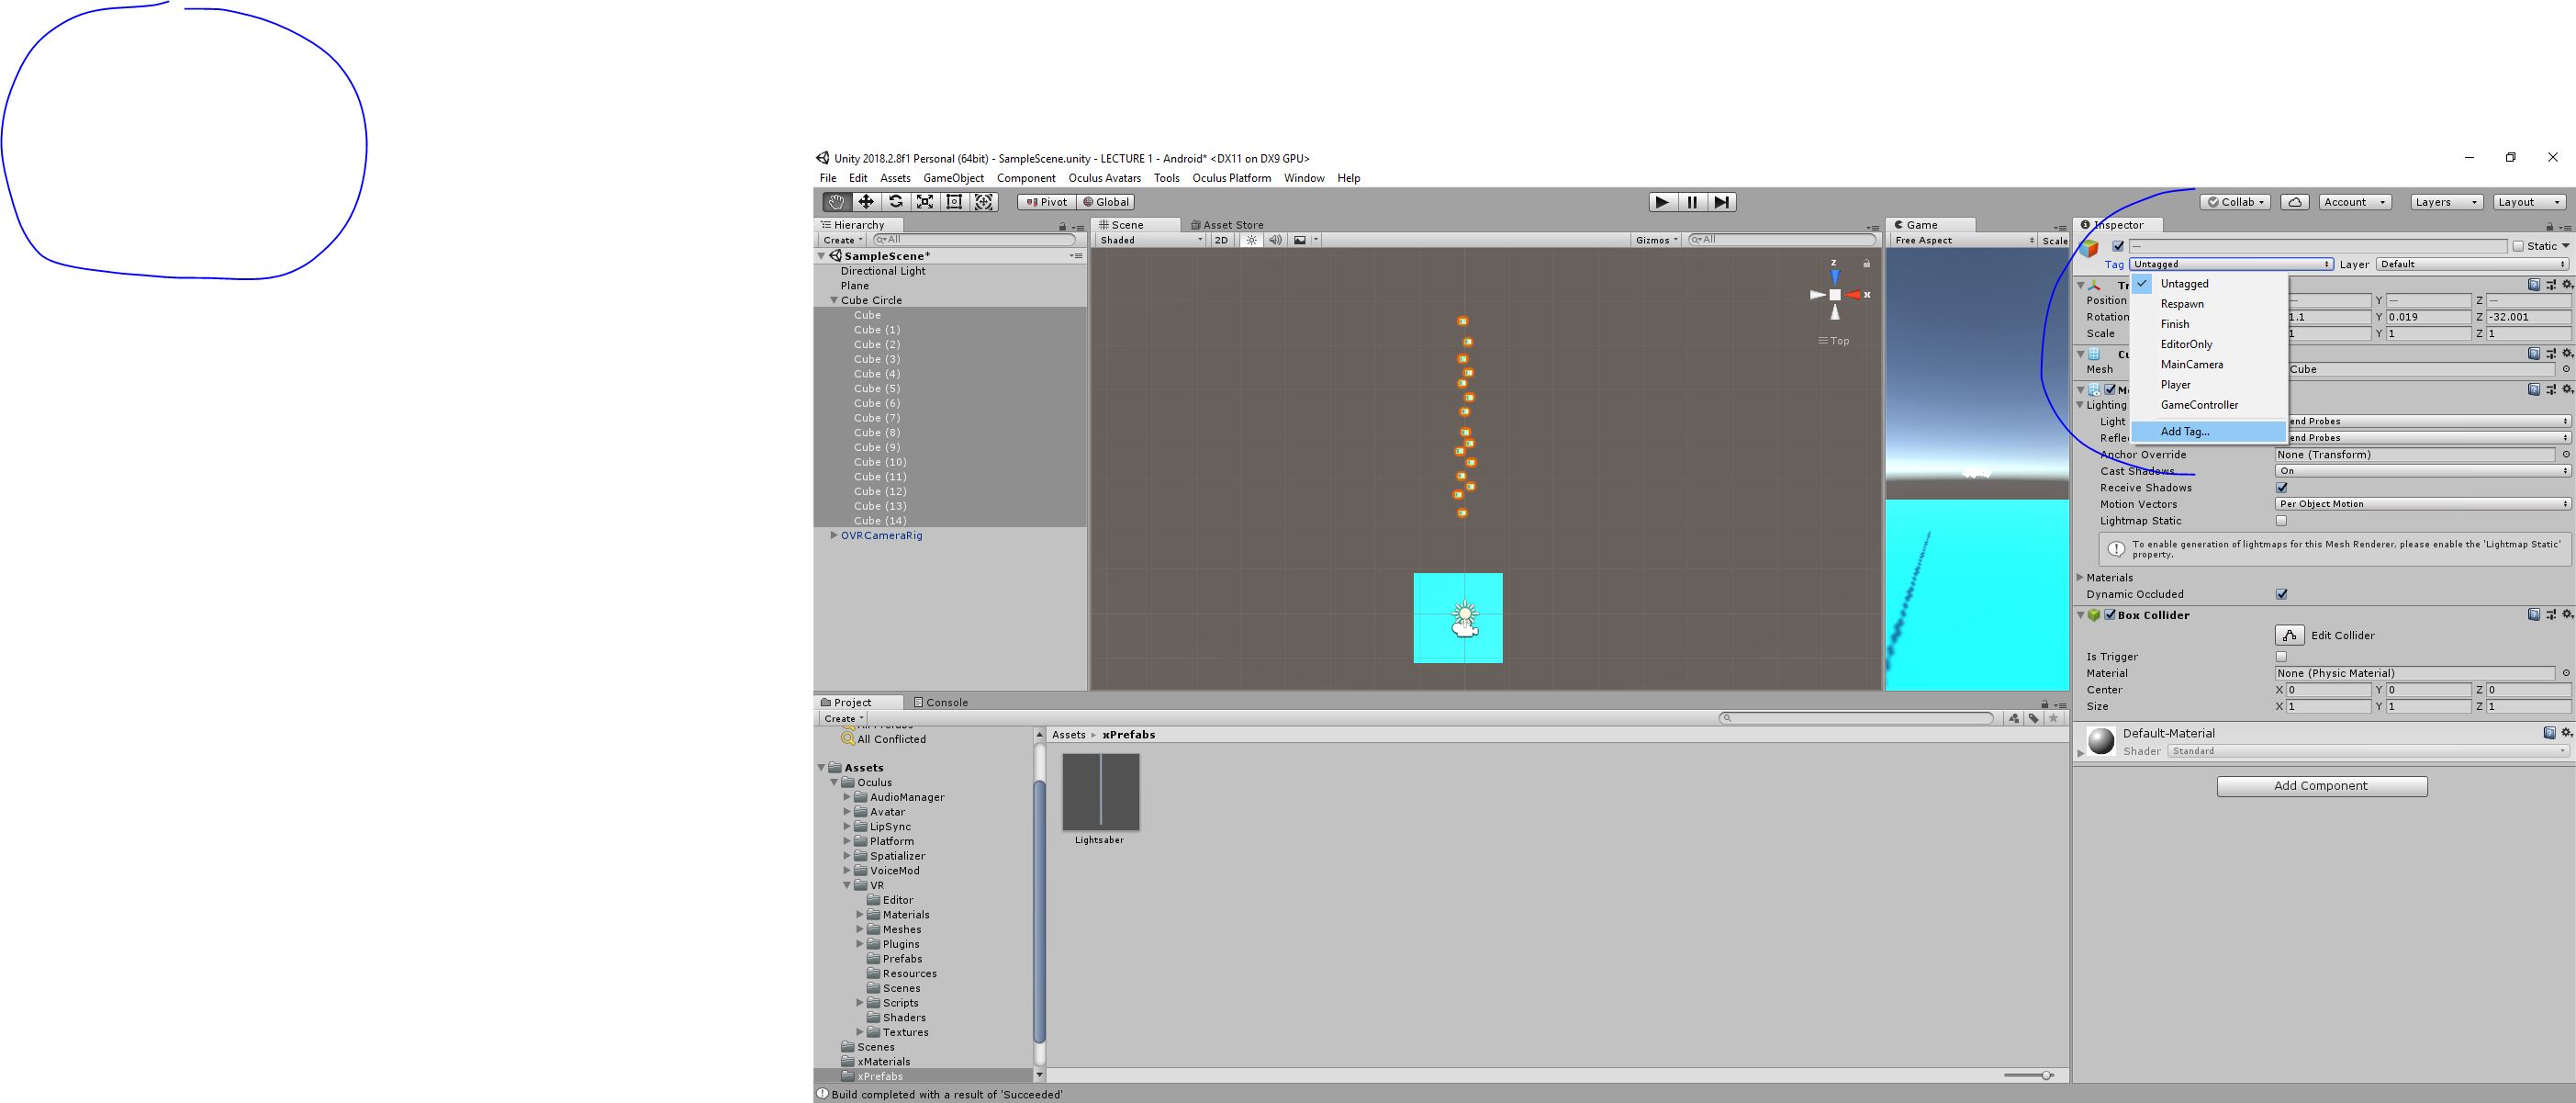 Unity 2018.2.8f1 Personal (64bit) - SampleScene.unity - LECTURE 1 - Android* <DX11 on DX9 GPU>
File Edit Assets GameObject Component Oculus Avatars Tools Oculus Platform Window Help
Pivot Global Collab Account Layers Layout
Hierarchy
Create All
SampleScene*
Directional Light
Plane
Cube Circle
Cube
Cube (1)
Cube (2)
Cube (3)
Cube (4)
Cube (5)
Cube (6)
Cube (7)
Cube (8)
Cube (9)
Cube (10)
Cube (11)
Cube (12)
Cube (13)
Cube (14)
OVRCameraRig
Scene Asset Store
Shaded 2D Gizmos All
z
x
Top
Game
Free Aspect Scale
Inspector
— Static
Tag Untagged Layer Default
Untagged
Respawn
Finish
EditorOnly
MainCamera
Player
GameController
Add Tag...
Position — Y — Z —
Rotation 1.1 Y 0.019 Z -32.001
Scale 1 Y 1 Z 1
Mesh Cube
Lighting
Light end Probes
Refle end Probes
Anchor Override None (Transform)
Cast Shadows On
Receive Shadows
Motion Vectors Per Object Motion
Lightmap Static
To enable generation of lightmaps for this Mesh Renderer, please enable the 'Lightmap Static'
property.
Materials
Dynamic Occluded
Box Collider
Edit Collider
Is Trigger
Material None (Physic Material)
Center X 0 Y 0 Z 0
Size X 1 Y 1 Z 1
Default-Material
Shader Standard
Add Component
Project Console
Create
All Prefabs
All Conflicted
Assets
Oculus
AudioManager
Avatar
LipSync
Platform
Spatializer
VoiceMod
VR
Editor
Materials
Meshes
Plugins
Prefabs
Resources
Scenes
Scripts
Shaders
Textures
Scenes
xMaterials
xPrefabs
Assets xPrefabs
Lightsaber
Build completed with a result of 'Succeeded'